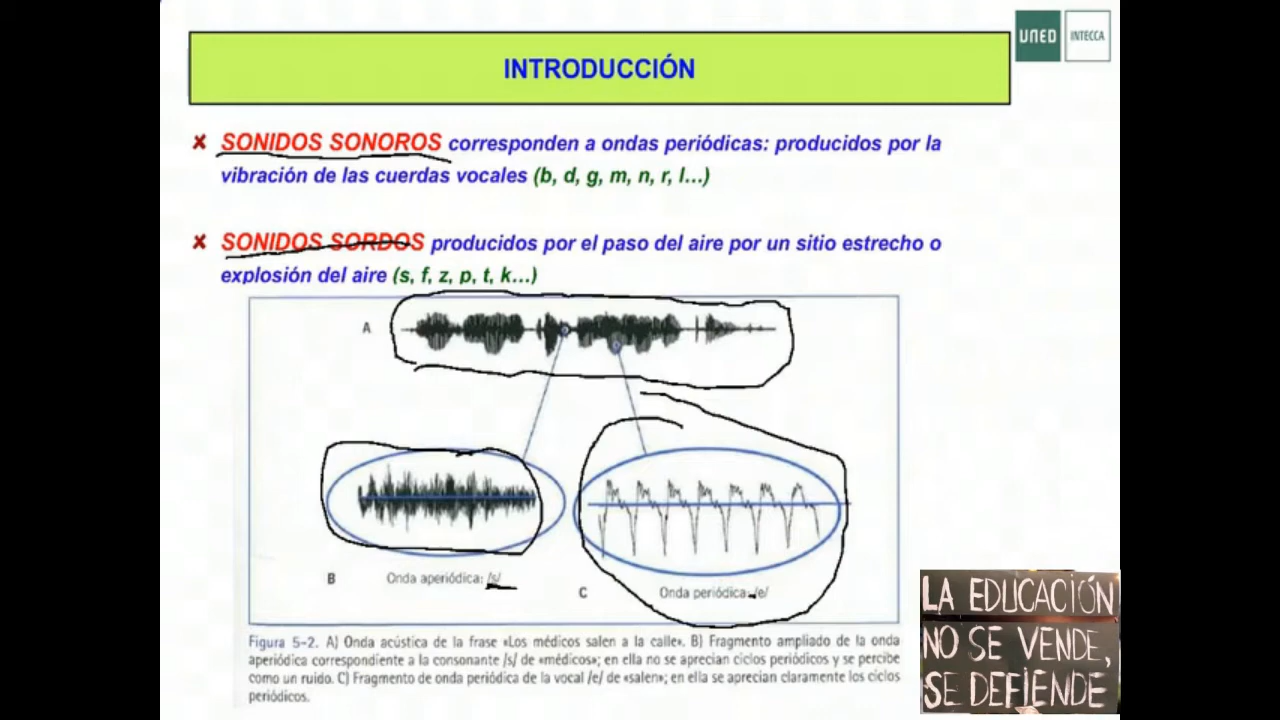 UNED
INTECCA
INTRODUCCIÓN
SONIDOS SONOROS corresponden a ondas periódicas: producidos por la
vibración de las cuerdas vocales (b, d, g, m, n, r, l...)
SONIDOS SORDOS producidos por el paso del aire por un sitio estrecho o
explosión del aire (s, f, z, p, t, k...)
A
B
Onda aperiódica: /s/
C
Onda periódica: /e/
Figura 5-2. A) Onda acústica de la frase «Los médicos salen a la calle». B) Fragmento ampliado de la onda
aperiódica correspondiente a la consonante /s/ de «médicos»; en ella no se aprecian ciclos periódicos y se percibe
como un ruido. C) Fragmento de onda periódica de la vocal /e/ de «salen»; en ella se aprecian claramente los ciclos
periódicos.
LA EDUCACIÓN
NO SE VENDE,
SE DEFIENDE